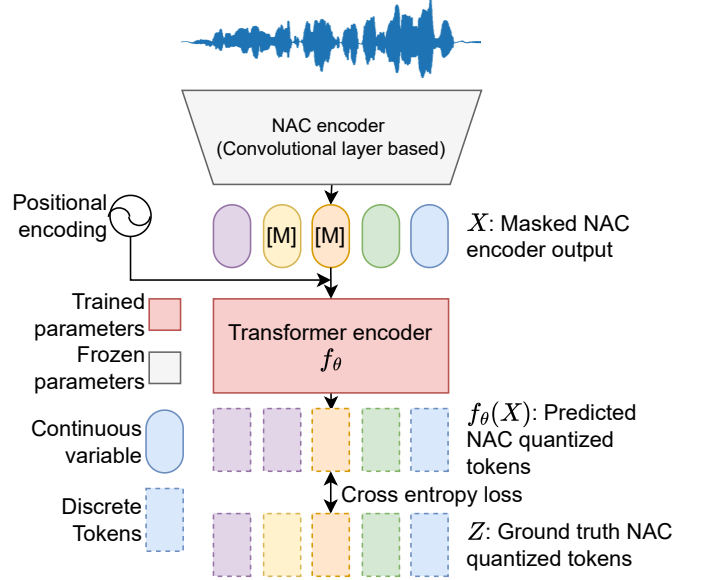 NAC encoder
(Convolutional layer based)
Positional
encoding
[M]
[M]
X: Masked NAC
encoder output
Trained
parameters
Transformer encoder
fθ
Frozen
parameters
Continuous
variable
fθ(X): Predicted
NAC quantized
tokens
Discrete
Tokens
Cross entropy loss
Z: Ground truth NAC
quantized tokens